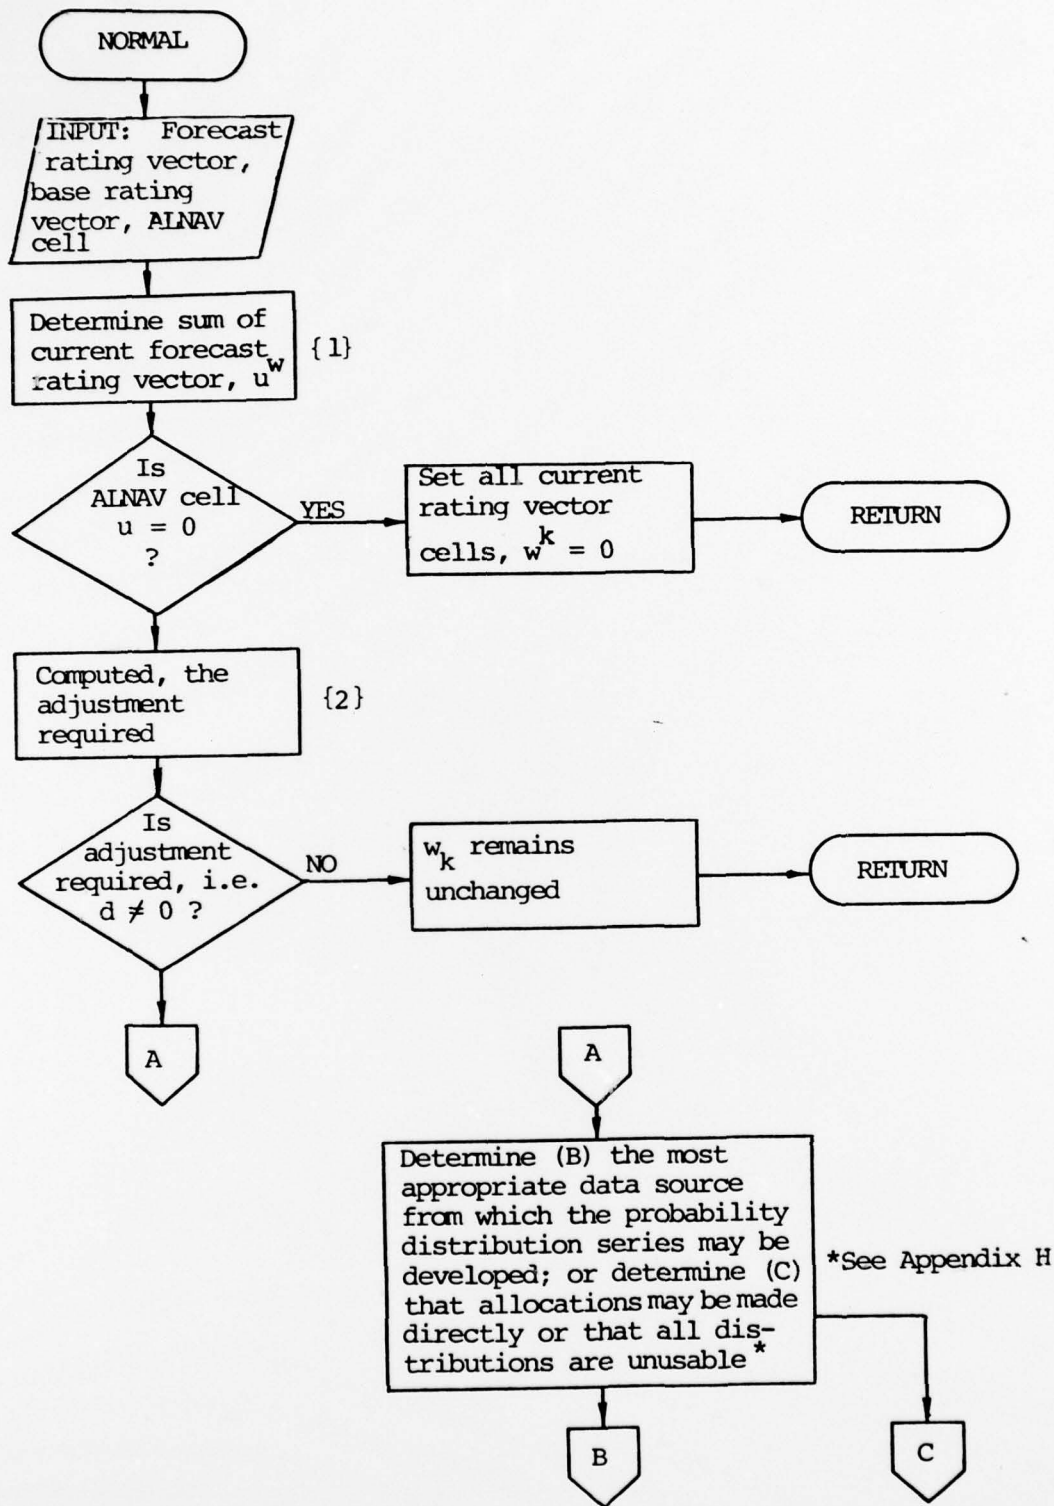 NORMAL
INPUT: Forecast
rating vector,
base rating
vector, ALNAV
cell
Determine sum of
current forecast
rating vector, u^w
{1}
Is
ALNAV cell
u = 0
?
YES
Set all current
rating vector
cells, w^k = 0
RETURN
Computed, the
adjustment
required
{2}
Is
adjustment
required, i.e.
d ≠ 0 ?
NO
w_k remains
unchanged
RETURN
A
A
Determine (B) the most
appropriate data source
from which the probability
distribution series may be
developed; or determine (C)
that allocations may be made
directly or that all dis-
tributions are unusable*
*See Appendix H
B
C